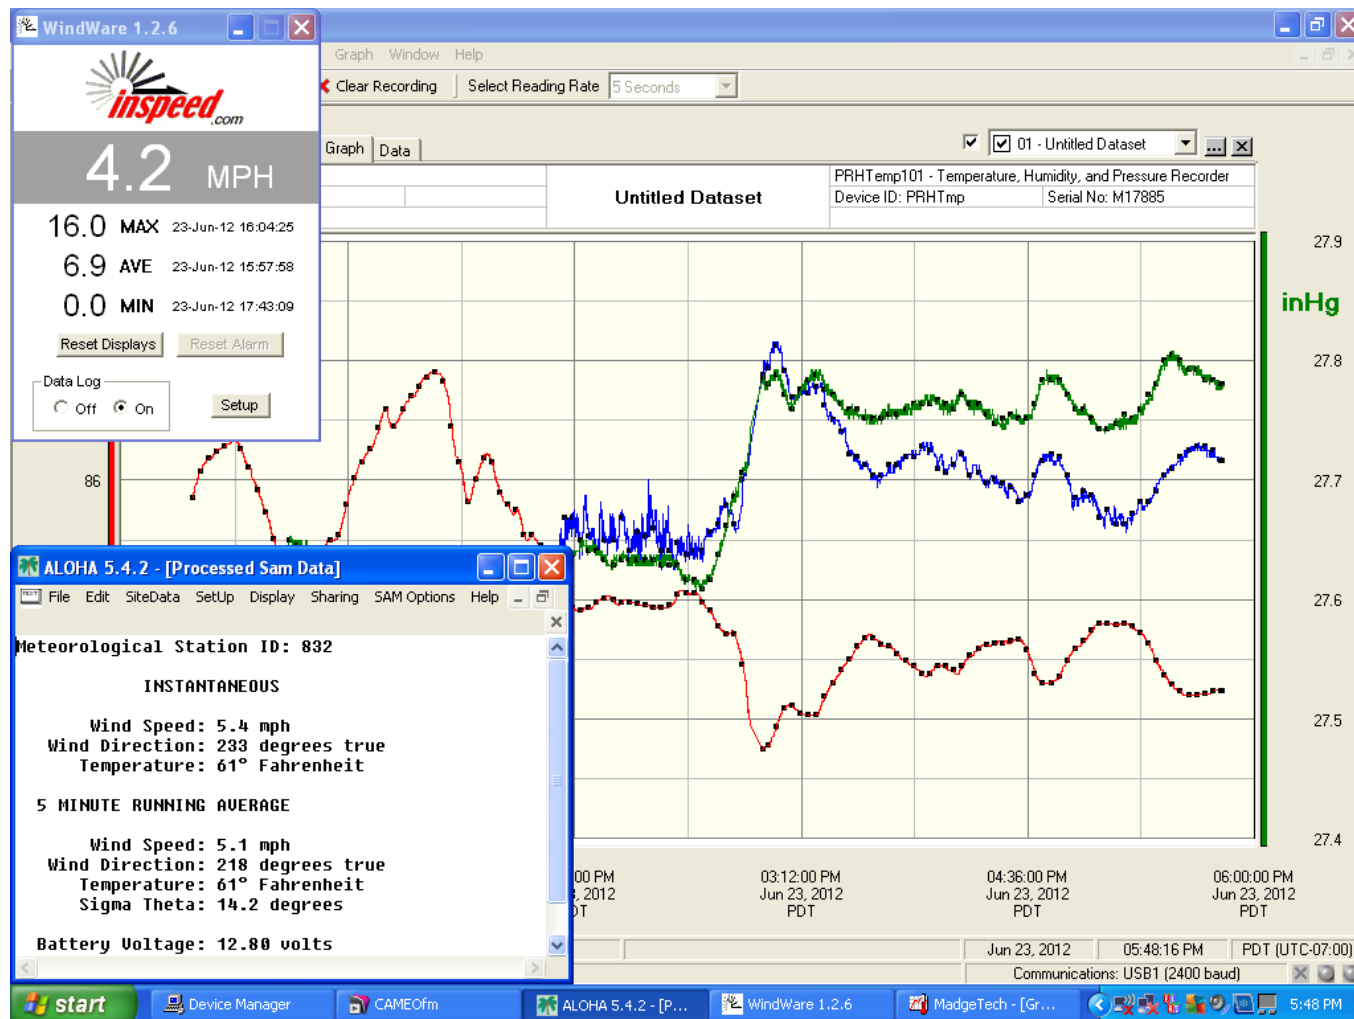 WindWare 1.2.6
inspeed.com
4.2 MPH
16.0 MAX 23-Jun-12 16:04:25
6.9 AVE 23-Jun-12 15:57:58
0.0 MIN 23-Jun-12 17:43:09
Reset Displays Reset Alarm
Data Log
Off On
Setup
Graph Window Help
Clear Recording Select Reading Rate 5 Seconds
Graph Data
01 - Untitled Dataset ...
Untitled Dataset
PRHTemp101 - Temperature, Humidity, and Pressure Recorder
Device ID: PRHTmp Serial No: M17885
27.9
inHg
27.8
86
27.7
27.6
27.5
27.4
ALOHA 5.4.2 - [Processed Sam Data]
TEXT File Edit SiteData SetUp Display Sharing SAM Options Help
Meteorological Station ID: 832
INSTANTANEOUS
Wind Speed: 5.4 mph
Wind Direction: 233 degrees true
Temperature: 61° Fahrenheit
5 MINUTE RUNNING AVERAGE
Wind Speed: 5.1 mph
Wind Direction: 218 degrees true
Temperature: 61° Fahrenheit
Sigma Theta: 14.2 degrees
Battery Voltage: 12.80 volts
00 PM 03:12:00 PM 04:36:00 PM 06:00:00 PM
, 2012 Jun 23, 2012 Jun 23, 2012 Jun 23, 2012
DT PDT PDT PDT
Jun 23, 2012 05:48:16 PM PDT (UTC-07:00)
Communications: USB1 (2400 baud)
start Device Manager CAMEOfm ALOHA 5.4.2 - [P... WindWare 1.2.6 MadgeTech - [Gr... 5:48 PM